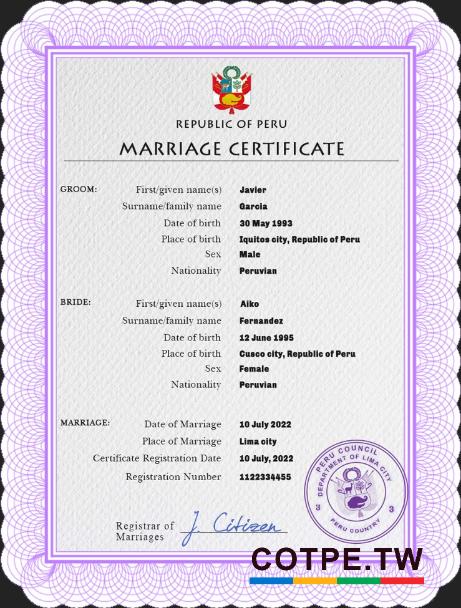 REPUBLIC OF PERU
MARRIAGE CERTIFICATE
GROOM: First/given name(s) Javier
Surname/family name Garcia
Date of birth 30 May 1993
Place of birth Iquitos city, Republic of Peru
Sex Male
Nationality Peruvian
BRIDE: First/given name(s) Aiko
Surname/family name Fernandez
Date of birth 12 June 1995
Place of birth Cusco city, Republic of Peru
Sex Female
Nationality Peruvian
MARRIAGE: Date of Marriage 10 July 2022
Place of Marriage Lima city
Certificate Registration Date 10 July, 2022
Registration Number 1122334455
PERU COUNCIL
DEPARTMENT OF LIMA CITY
3 3
PERU COUNTRY
Registrar of
Marriages J. Citizen
COTPE.TW